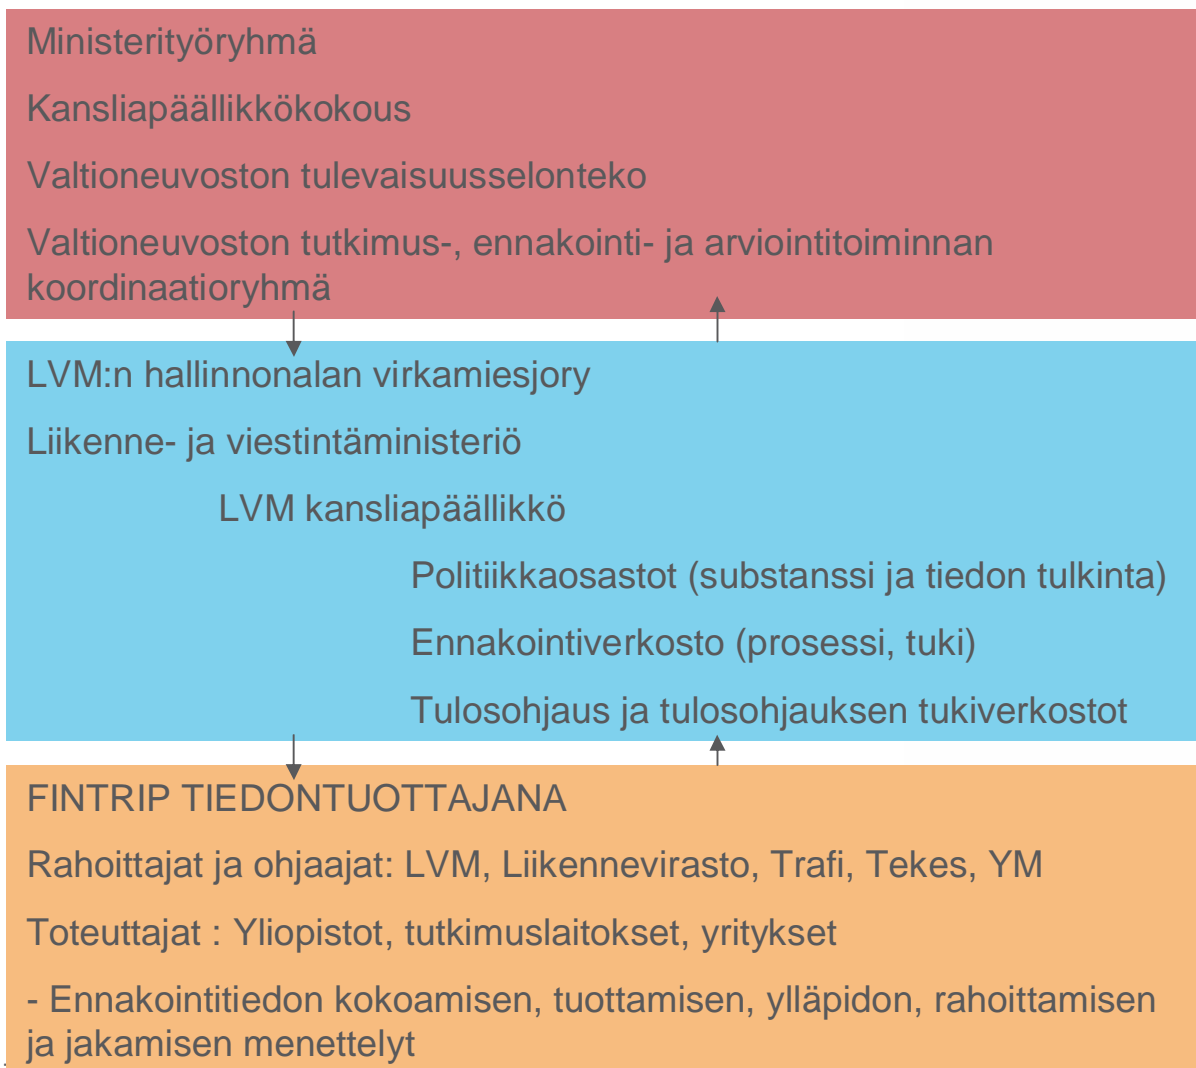 Ministerityöryhmä
Kansliapäällikkökokous
Valtioneuvoston tulevaisuusselonteko
Valtioneuvoston tutkimus-, ennakointi- ja arviointitoiminnan
koordinaatioryhmä
LVM:n hallinnonalan virkamiesjory
Liikenne- ja viestintäministeriö
LVM kansliapäällikkö
Politiikkaosastot (substanssi ja tiedon tulkinta)
Ennakointiverkosto (prosessi, tuki)
Tulosohjaus ja tulosohjauksen tukiverkostot
FINTRIP TIEDONTUOTTAJANA
Rahoittajat ja ohjaajat: LVM, Liikennevirasto, Trafi, Tekes, YM
Toteuttajat : Yliopistot, tutkimuslaitokset, yritykset
- Ennakointitiedon kokoamisen, tuottamisen, ylläpidon, rahoittamisen
ja jakamisen menettelyt